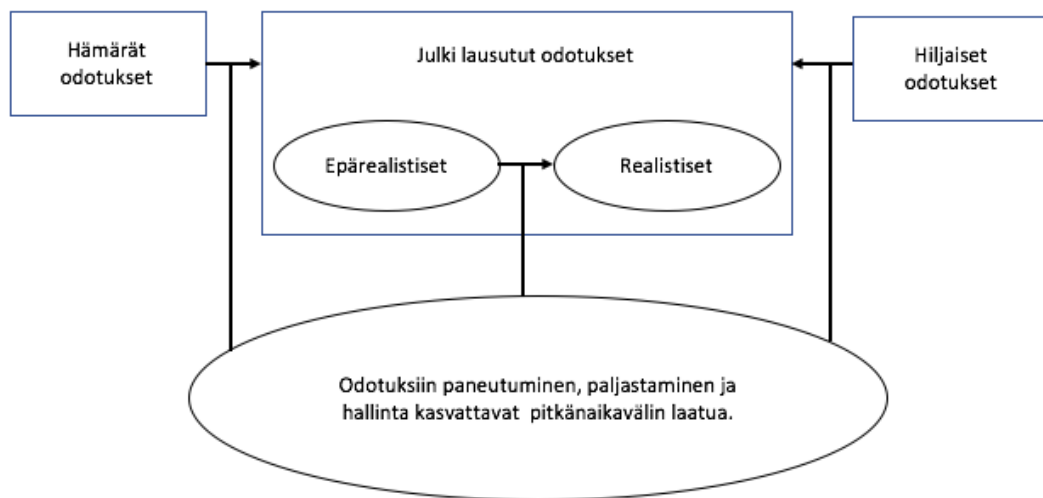 Hämärät
odotukset
Julki lausutut odotukset
Hiljaiset
odotukset
Epärealistiset
Realistiset
Odotuksiin paneutuminen, paljastaminen ja
hallinta kasvattavat pitkänaikavälin laatua.